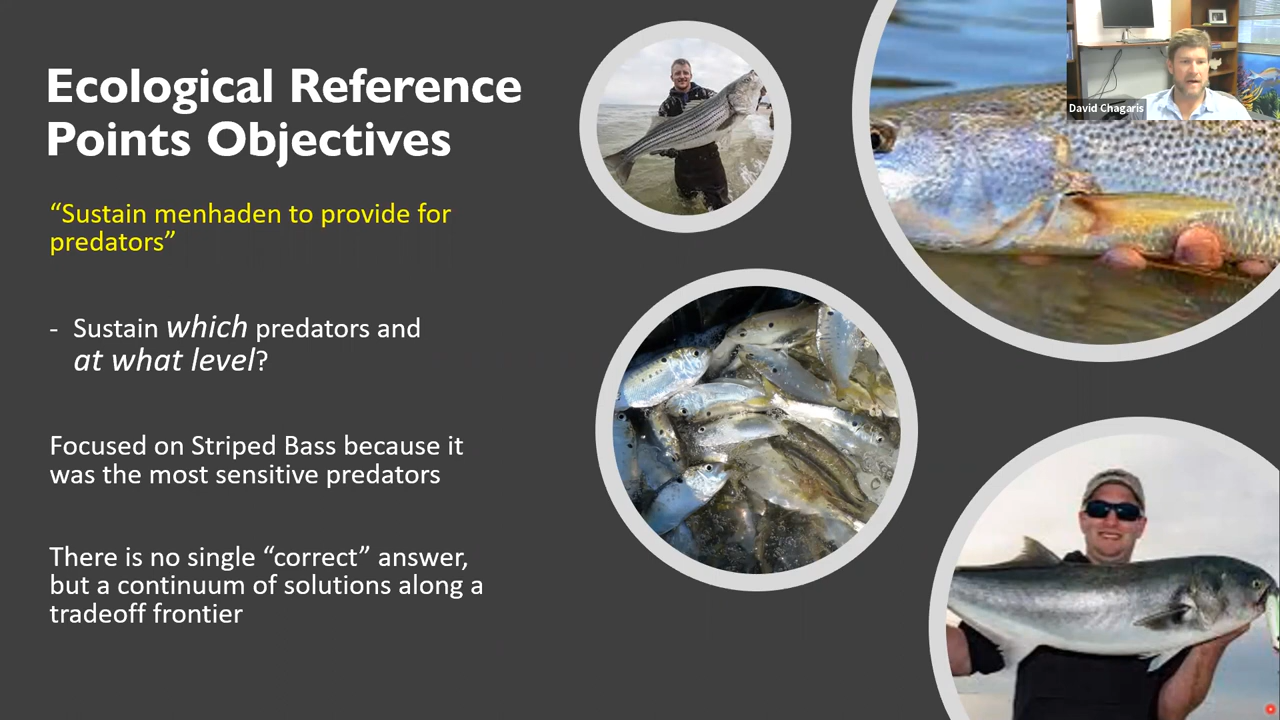 Ecological Reference
Points Objectives
“Sustain menhaden to provide for
predators”
- Sustain which predators and
at what level?
Focused on Striped Bass because it
was the most sensitive predators
There is no single “correct” answer,
but a continuum of solutions along a
tradeoff frontier
David Chagaris